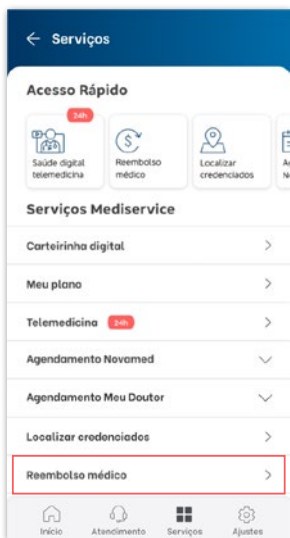 Serviços
Acesso Rápido
24h
Saúde digital
telemedicina
Reembolso
médico
Localizar
credenciados
Serviços Mediservice
Carteirinha digital
Meu plano
Telemedicina 24h
Agendamento Novamed
Agendamento Meu Doutor
Localizar credenciados
Reembolso médico
Início Atendimento Serviços Ajustes